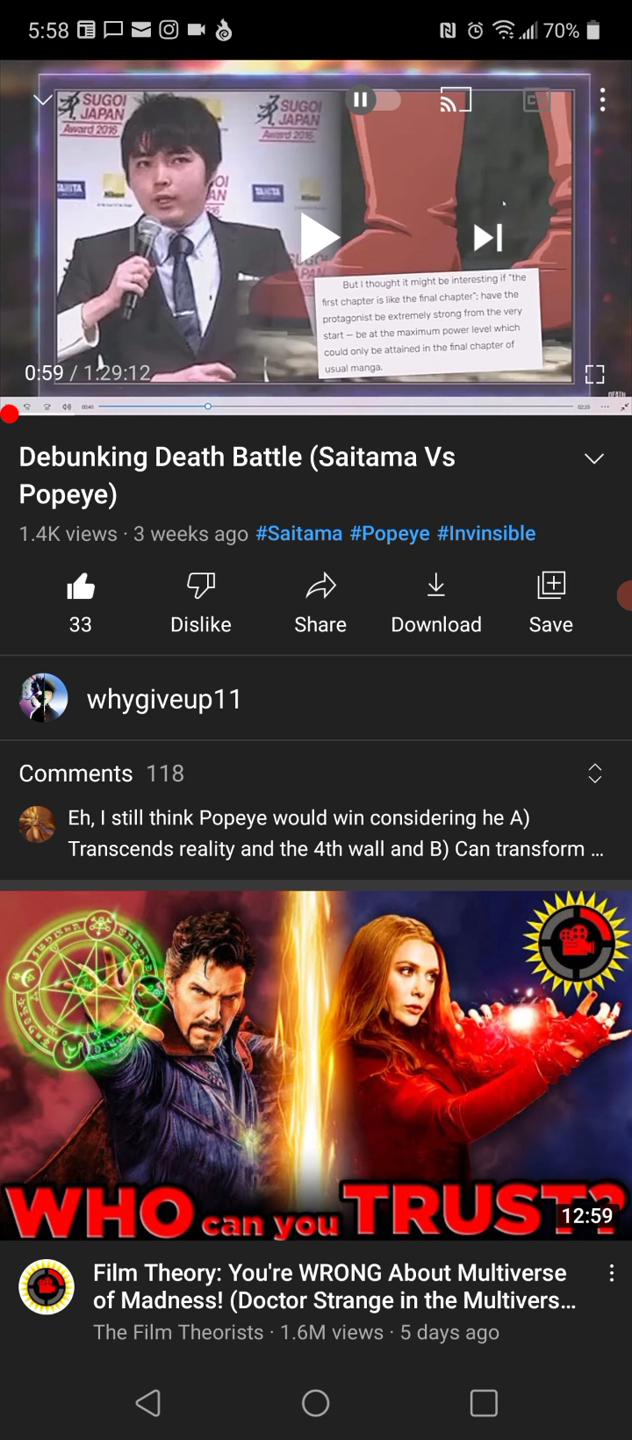 5:58
70%
SUGOI
JAPAN
Award 2016
SUGOI
JAPAN
Award 2016
TANITA
Nikon
TANITA
Nikon
But I thought it might be interesting if "the
first chapter is like the final chapter"; have the
protagonist be extremely strong from the very
start — be at the maximum power level which
could only be attained in the final chapter of
usual manga.
0:59 / 1:29:12
DEATH
Debunking Death Battle (Saitama Vs
Popeye)
1.4K views · 3 weeks ago #Saitama #Popeye #Invinsible
33
Dislike
Share
Download
Save
whygiveup11
Comments 118
Eh, I still think Popeye would win considering he A)
Transcends reality and the 4th wall and B) Can transform ...
WHO can you TRUST?
12:59
Film Theory: You're WRONG About Multiverse
of Madness! (Doctor Strange in the Multivers...
The Film Theorists · 1.6M views · 5 days ago